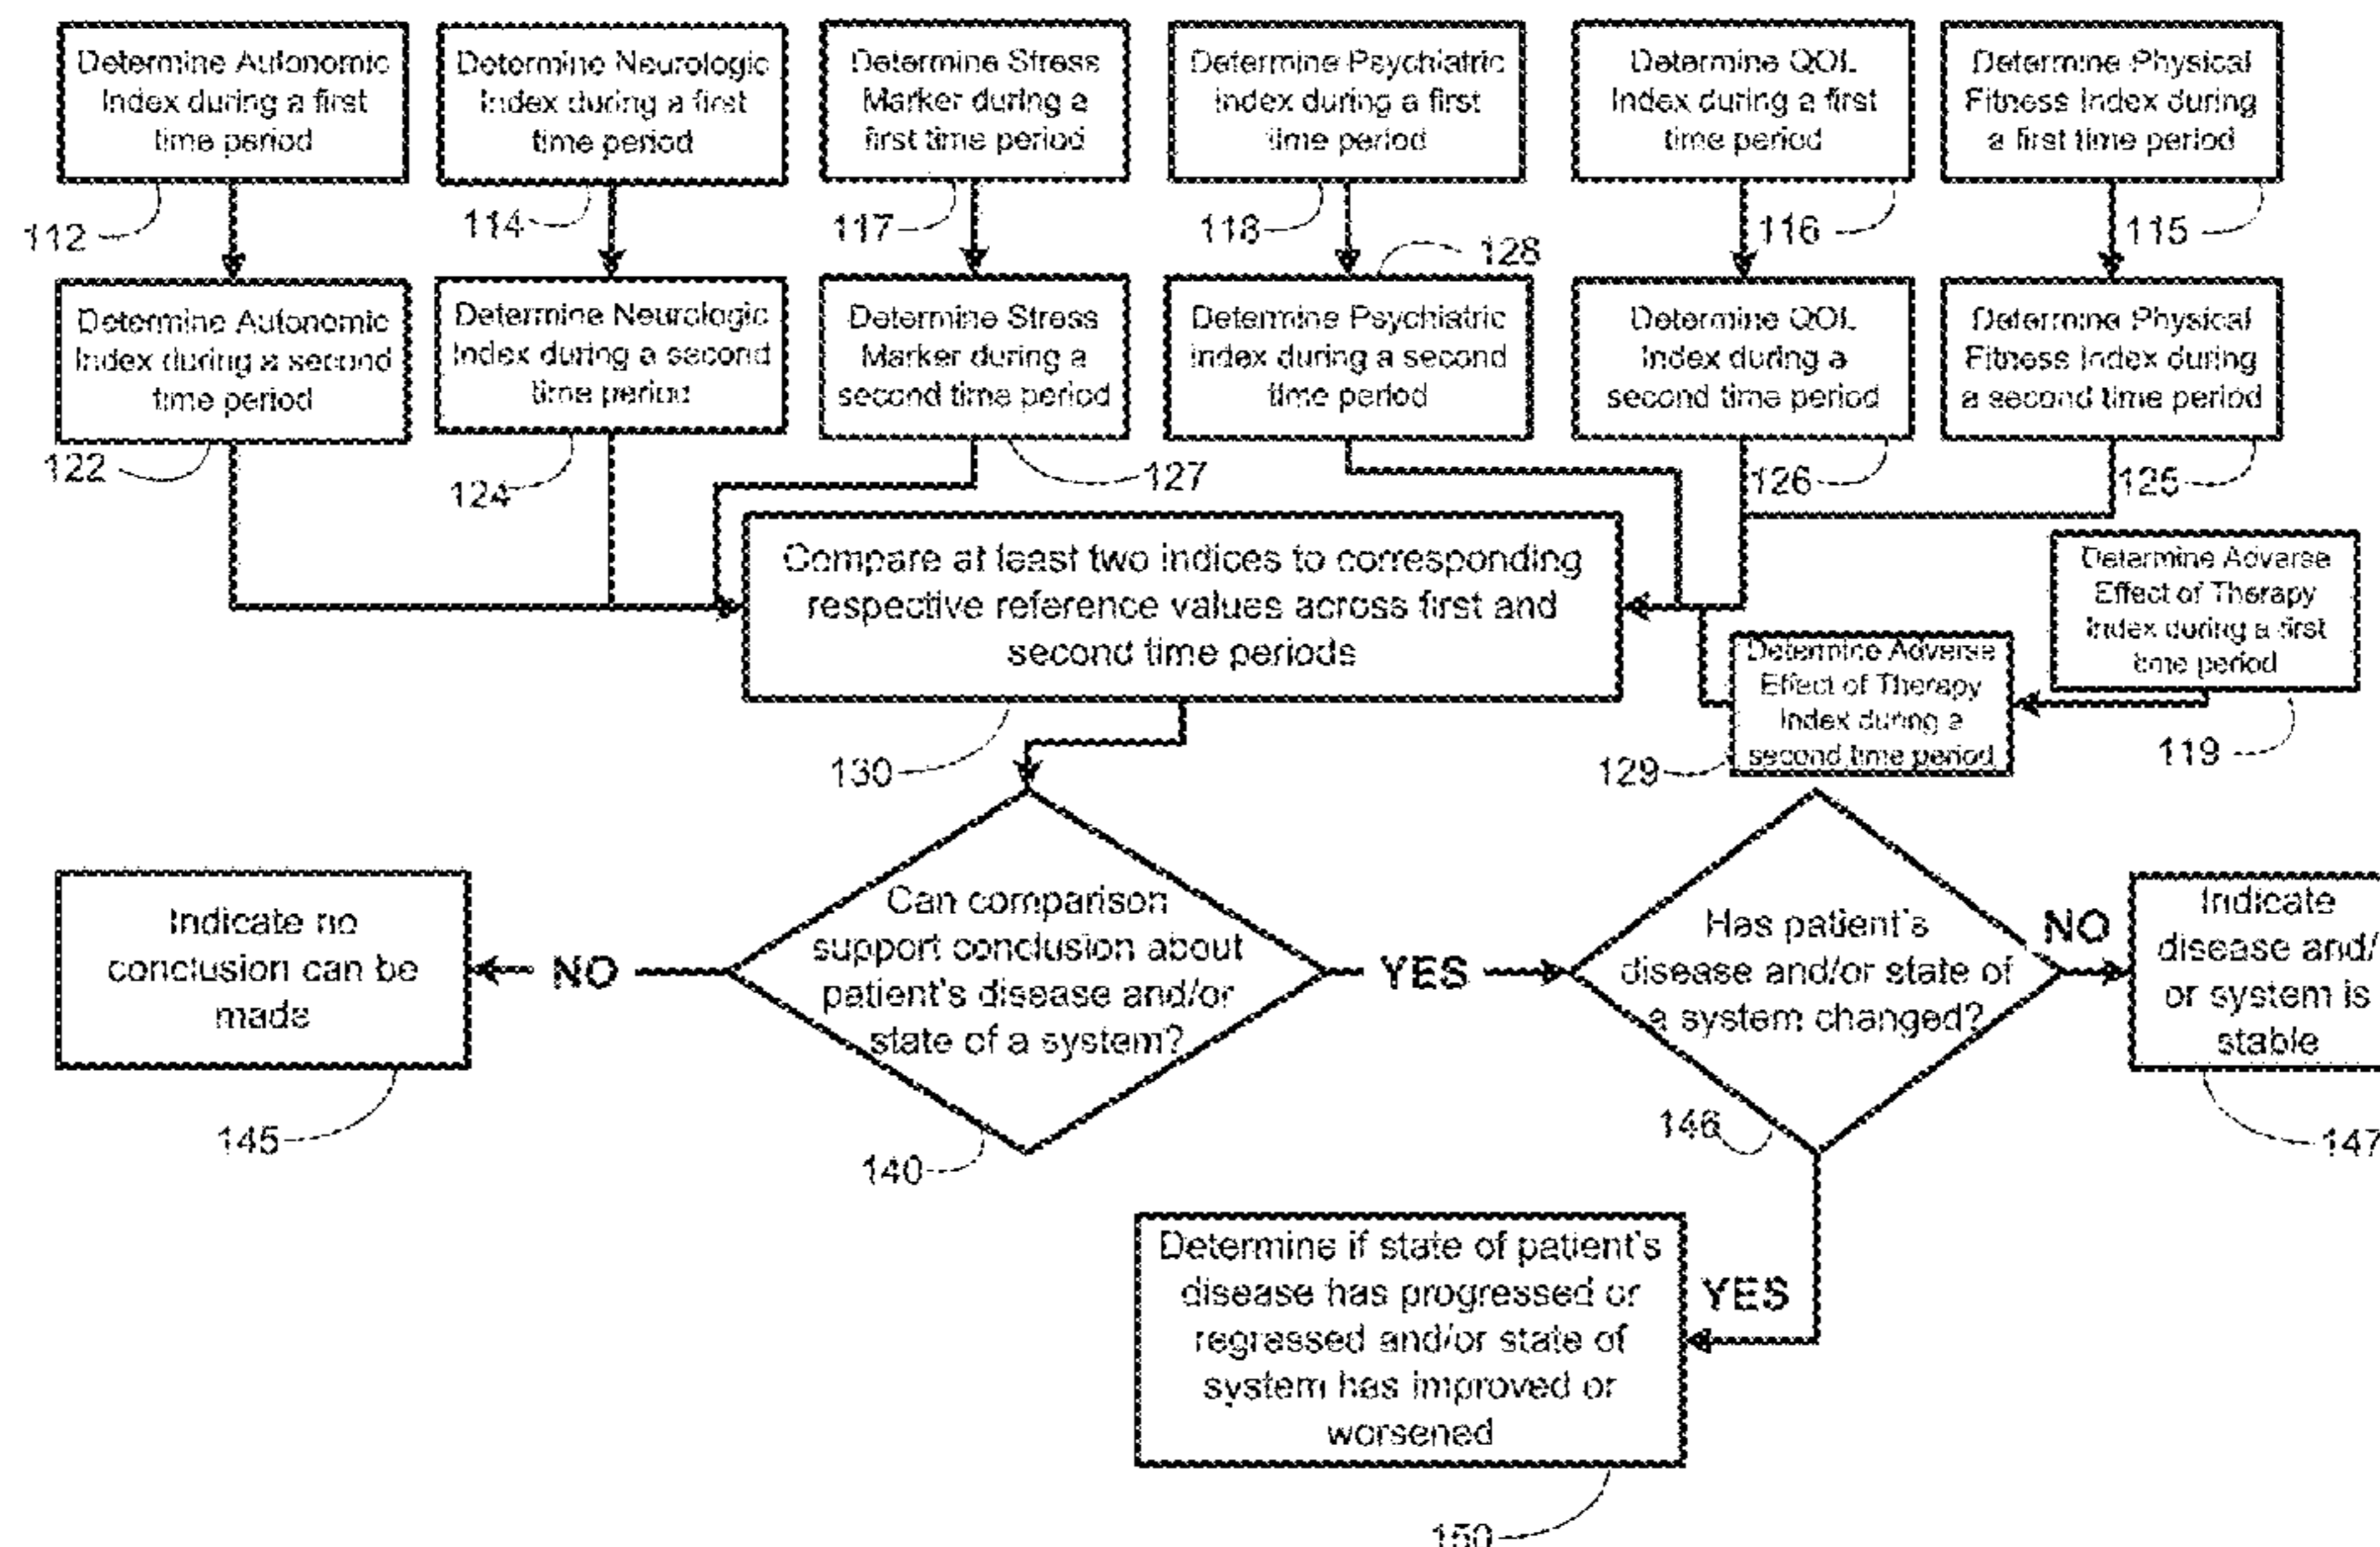 Determine Autonomic
Index during a first
time period
Determine Neurologic
Index during a first
time period
Determine Stress
Marker during a
first time period
Determine Psychiatric
index during a first
time period
Determine QOL
Index during a first
time period
Determine Physical
Fitness Index during
a first time period
112
114
117
118
116
115
128
Determine Autonomic
Index during a second
time period
Determine Neurologic
Index during a second
time period
Determine Stress
Marker during a
second time period
Determine Psychiatric
index during a second
time period
Determine QOL
Index during a
second time period
Determine Physical
Fitness Index during
a second time period
122
124
127
126
125
Compare at least two indices to corresponding
respective reference values across first and
second time periods
Determine Adverse
Effect of Therapy
Index during a first
time period
Determine Adverse
Effect of Therapy
Index during a
second time period
130
129
119
Indicate no
conclusion can be
made
NO
Can comparison
support conclusion about
patient's disease and/or
state of a system?
YES
Has patient's
disease and/or state of
a system changed?
NO
Indicate
disease and/
or system is
stable
145
140
146
147
Determine if state of patient's
disease has progressed or
regressed and/or state of
system has improved or
worsened
YES
150